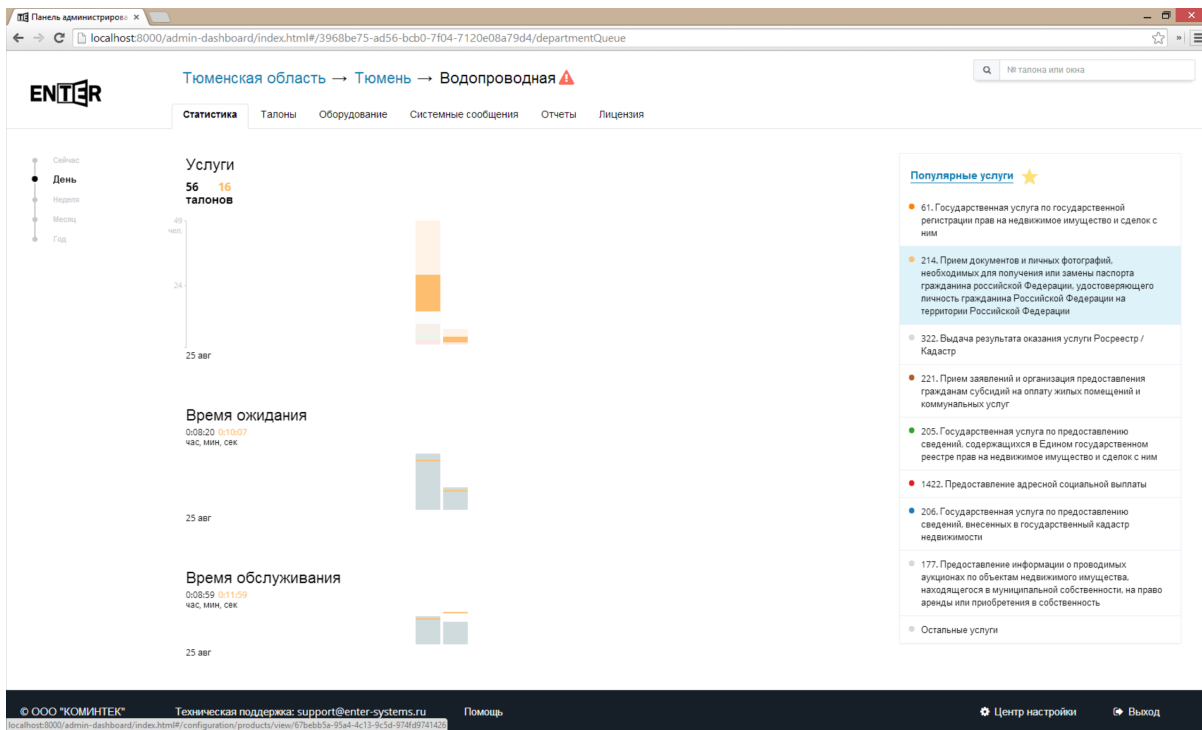 Панель администрирова
localhost:8000/admin-dashboard/index.html#/3968be75-ad56-bcb0-7f04-7120e08a79d4/departmentQueue
ENTER
Тюменская область → Тюмень → Водопроводная
№ талона или окна
Статистика Талоны Оборудование Системные сообщения Отчеты Лицензия
Сейчас
День
Неделя
Месяц
Год
Услуги
56 16
талонов
49
чел.
24
25 авг
Время ожидания
0:08:20 0:10:07
час, мин, сек
25 авг
Время обслуживания
0:08:59 0:11:59
час, мин, сек
25 авг
Популярные услуги
61. Государственная услуга по государственной
регистрации прав на недвижимое имущество и сделок с
ним
214. Прием документов и личных фотографий,
необходимых для получения или замены паспорта
гражданина российской Федерации, удостоверяющего
личность гражданина Российской Федерации на
территории Российской Федерации
322. Выдача результата оказания услуги Росреестр /
Кадастр
221. Прием заявлений и организация предоставления
гражданам субсидий на оплату жилых помещений и
коммунальных услуг
205. Государственная услуга по предоставлению
сведений, содержащихся в Едином государственном
реестре прав на недвижимое имущество и сделок с ним
1422. Предоставление адресной социальной выплаты
206. Государственная услуга по предоставлению
сведений, внесенных в государственный кадастр
недвижимости
177. Предоставление информации о проводимых
аукционах по объектам недвижимого имущества,
находящегося в муниципальной собственности, на право
аренды или приобретения в собственность
Остальные услуги
© ООО "КОМИНТЕК" Техническая поддержка: support@enter-systems.ru Помощь Центр настройки Выход
localhost:8000/admin-dashboard/index.html#/configuration/products/view/67bebb5a-95a4-4c13-9c5d-974fd9741426